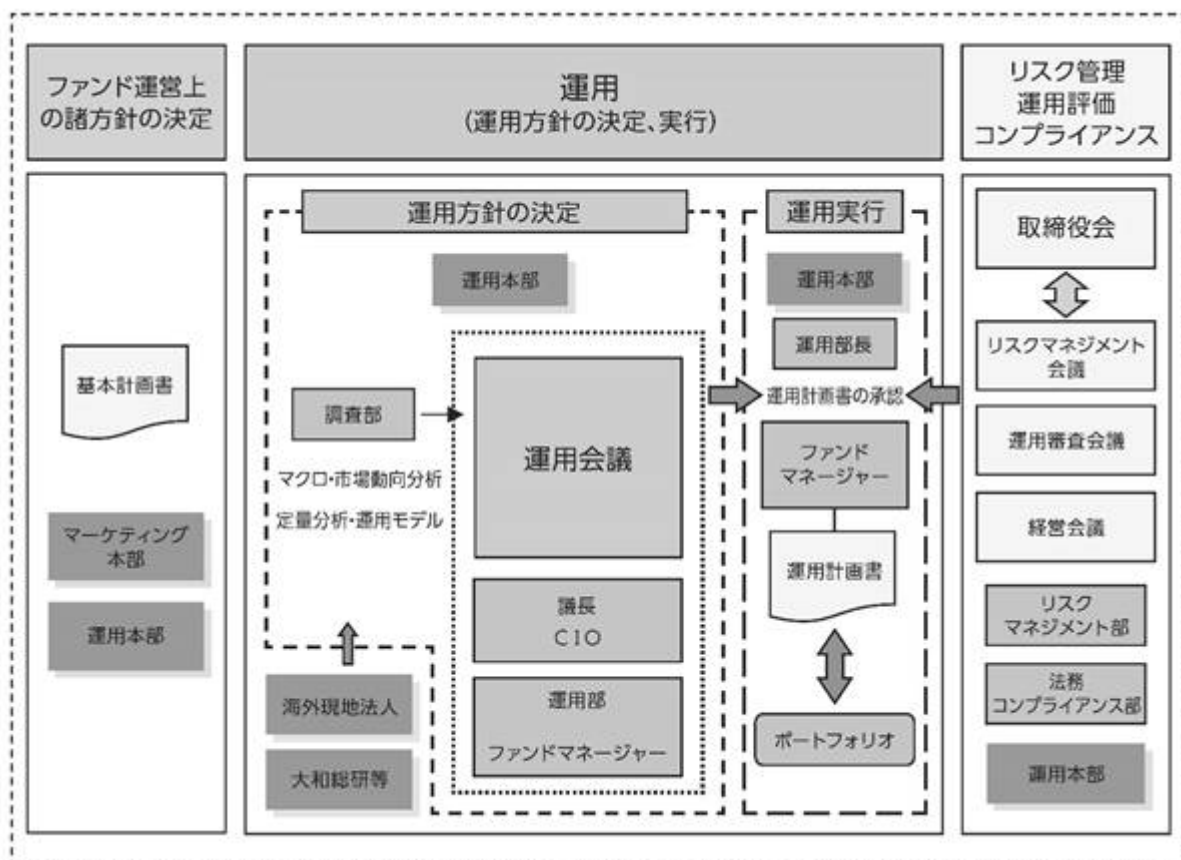 ファンド運営上
の諸方針の決定
運用
(運用方針の決定、実行)
リスク管理
運用評価
コンプライアンス
基本計画書
マーケティング
本部
運用本部
運用方針の決定
運用本部
調査部
マクロ・市場動向分析
定量分析・運用モデル
運用会議
議長
CIO
運用部
ファンドマネージャー
海外現地法人
大和総研等
運用実行
運用本部
運用部長
運用計画書の承認
ファンド
マネージャー
運用計画書
ポートフォリオ
取締役会
リスクマネジメント
会議
運用審査会議
経営会議
リスク
マネジメント部
法務
コンプライアンス部
運用本部